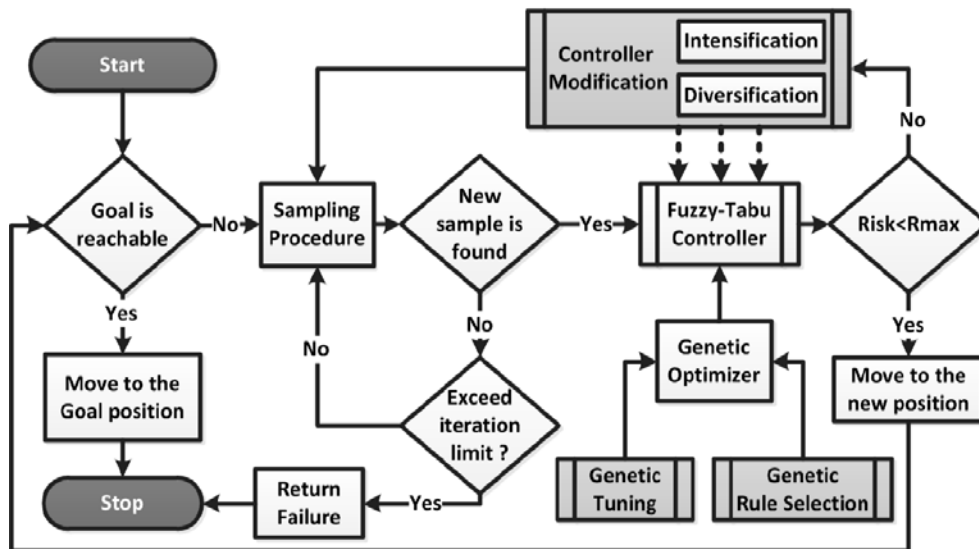 Start
Controller
Modification
Intensification
Diversification
No
Goal is
reachable
No
Sampling
Procedure
New
sample is
found
Yes
Fuzzy-Tabu
Controller
Risk<Rmax
Yes
No
No
Yes
Move to the
Goal position
Exceed
iteration
limit ?
Genetic
Optimizer
Move to the
new position
Stop
Return
Failure
Yes
Genetic
Tuning
Genetic
Rule Selection